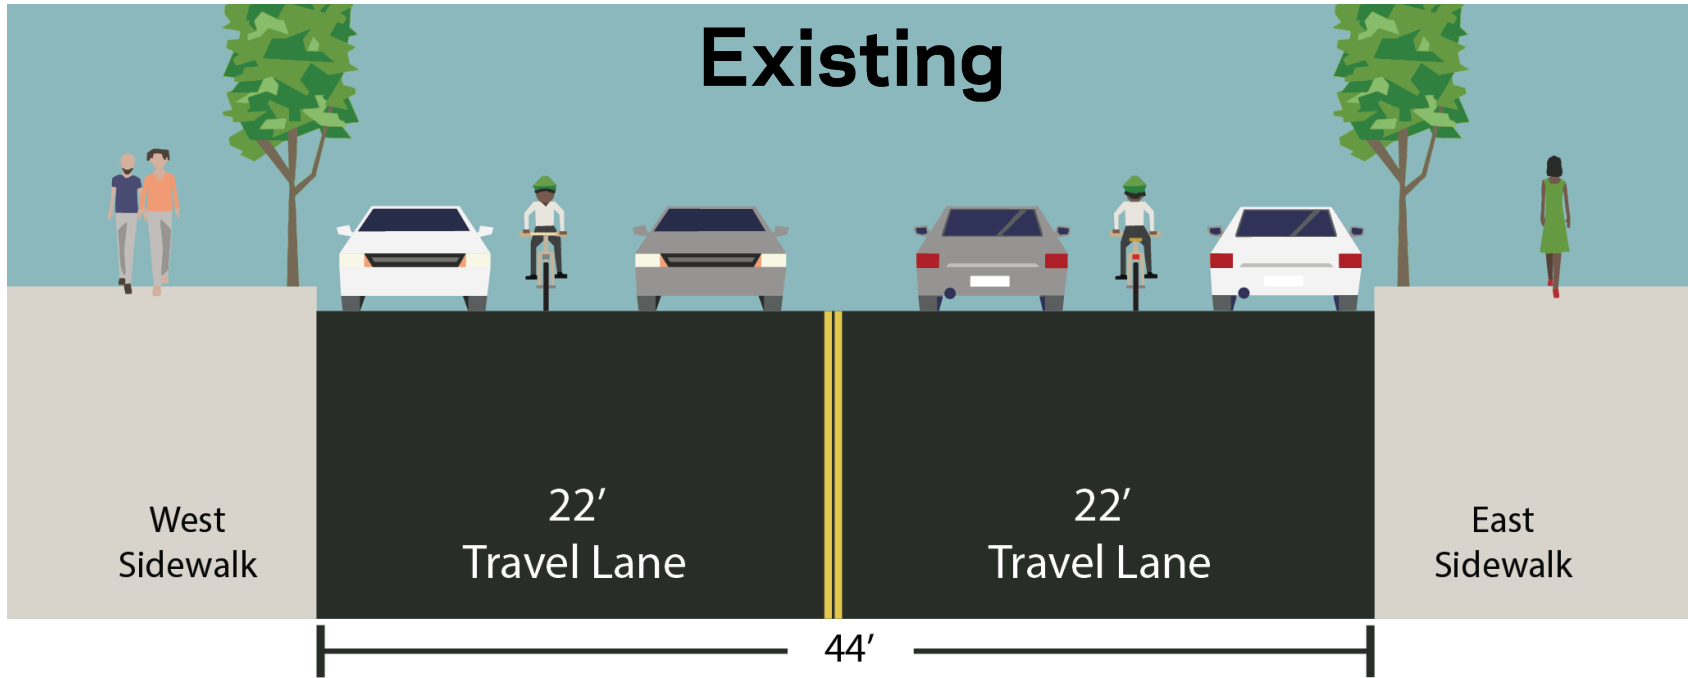 Existing
22’
Travel Lane
22’
Travel Lane
West
Sidewalk
East
Sidewalk
44’